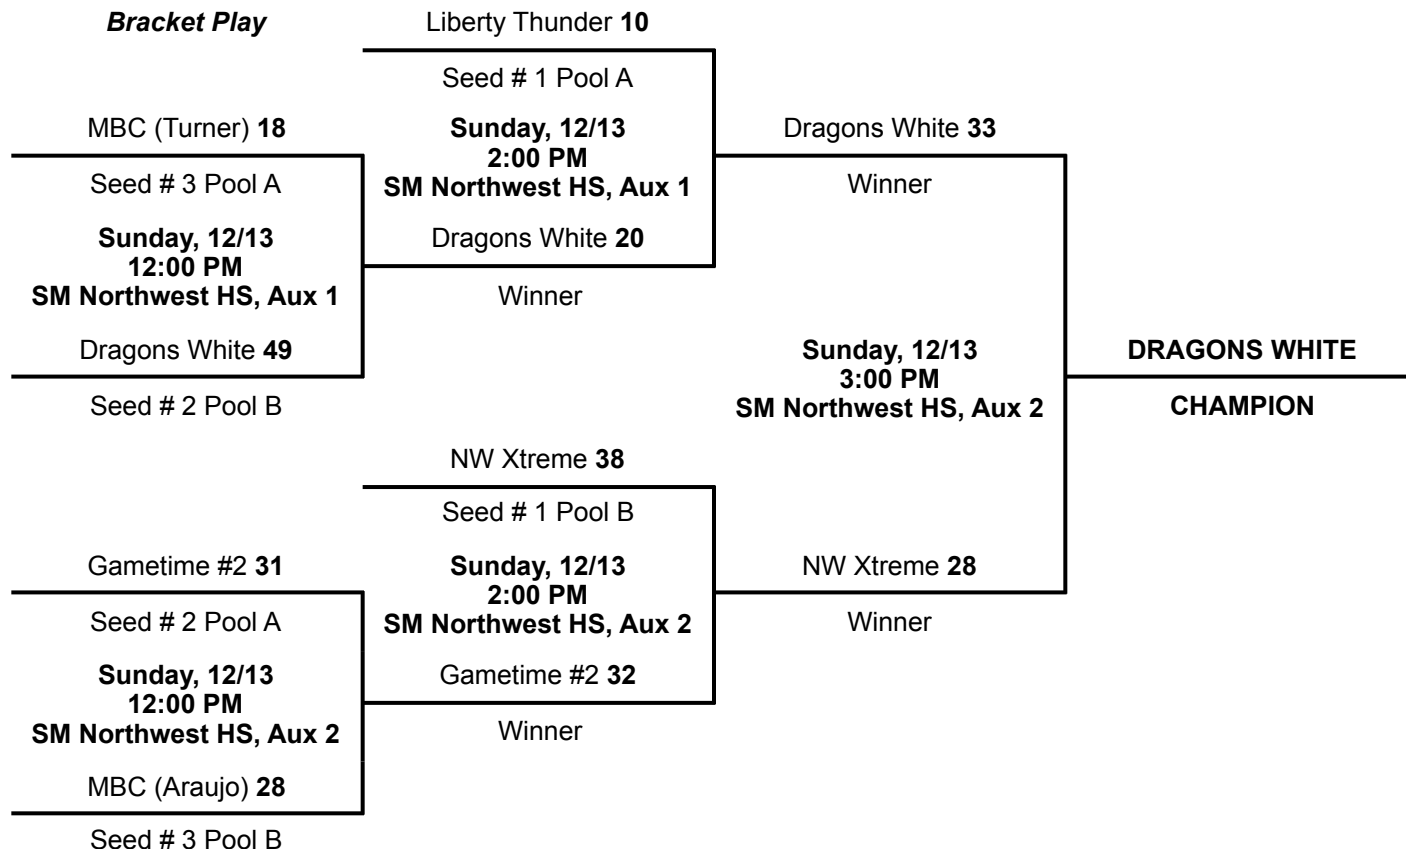 Bracket Play
Liberty Thunder 10
Seed # 1 Pool A
MBC (Turner) 18
Seed # 3 Pool A
Sunday, 12/13
2:00 PM
SM Northwest HS, Aux 1
Dragons White 33
Winner
Sunday, 12/13
12:00 PM
SM Northwest HS, Aux 1
Dragons White 20
Winner
Dragons White 49
Seed # 2 Pool B
Sunday, 12/13
3:00 PM
SM Northwest HS, Aux 2
DRAGONS WHITE
CHAMPION
NW Xtreme 38
Seed # 1 Pool B
Gametime #2 31
Seed # 2 Pool A
Sunday, 12/13
2:00 PM
SM Northwest HS, Aux 2
NW Xtreme 28
Winner
Sunday, 12/13
12:00 PM
SM Northwest HS, Aux 2
Gametime #2 32
Winner
MBC (Araujo) 28
Seed # 3 Pool B